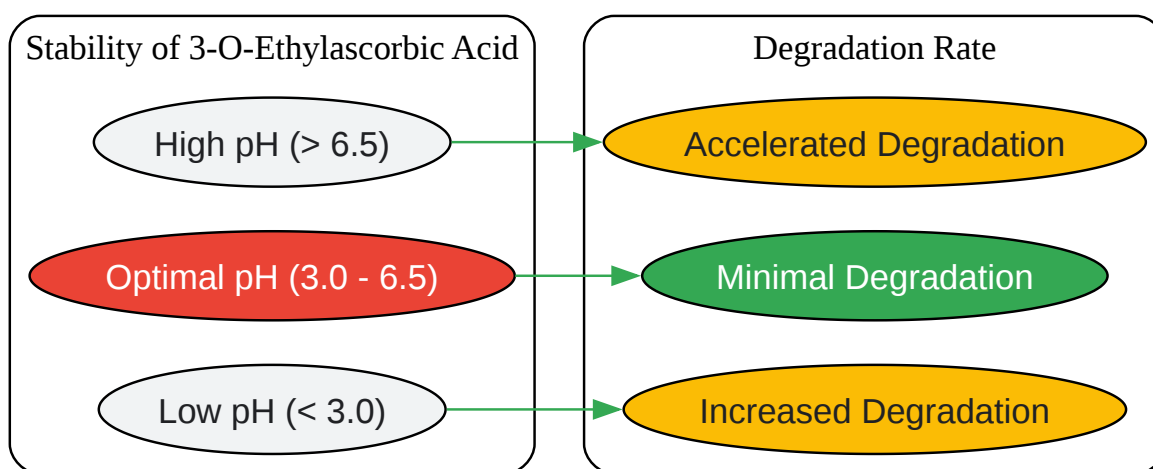 Stability of 3-O-Ethylascorbic Acid
High pH (> 6.5)
Optimal pH (3.0 - 6.5)
Low pH (< 3.0)
Degradation Rate
Accelerated Degradation
Minimal Degradation
Increased Degradation